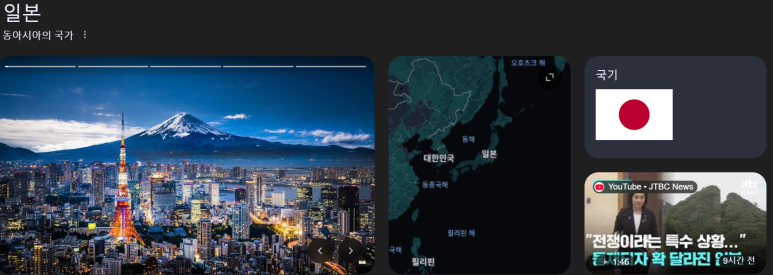 일본
동아시아의 국가
오호츠크 해
동해
대한민국
일본
동중국해
필리핀 해
국해
필리핀
국기
YouTube • JTBC News
jtbc
"전쟁이라는 특수 상황..."
확 달라진
1:46
9시간 전